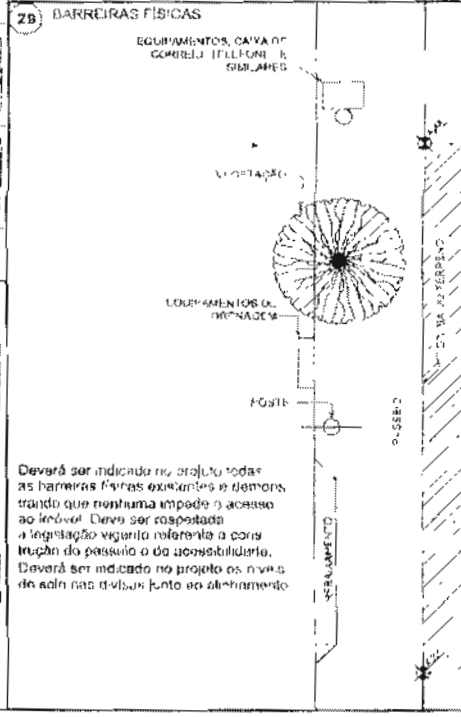 28 BARREIRAS FÍSICAS
EQUIPAMENTOS, CAIXA DE
CORREIO, TELEFONE E
SIMILARES
VEGETAÇÃO
EQUIPAMENTOS DE
DRENAGEM
POSTE
PASSEIO
REBAIXAMENTO
Deverá ser indicado no projeto todas
as barreiras físicas existentes e demons
trando que nenhuma impede o acesso
ao imóvel. Deve ser respeitada
a legislação vigente referente a cons
trução do passeio e da acessibilidade.
Deverá ser indicado no projeto os níveis
do solo nas divisas junto ao alinhamento